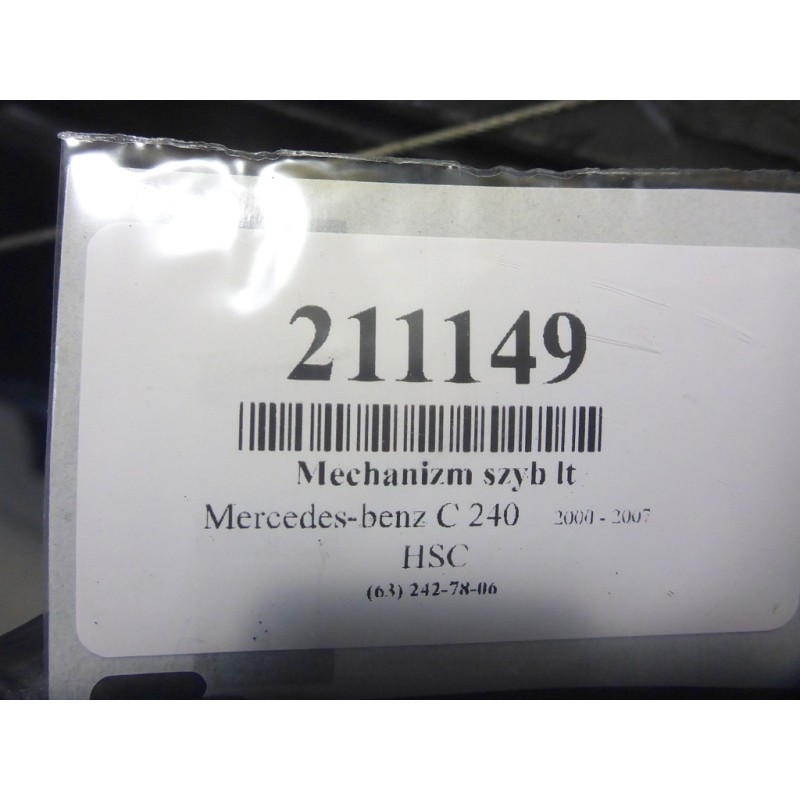 211149
Mechanizm szyb lt
Mercedes-benz C 240 2000 - 2007
HSC
(63) 242-78-06